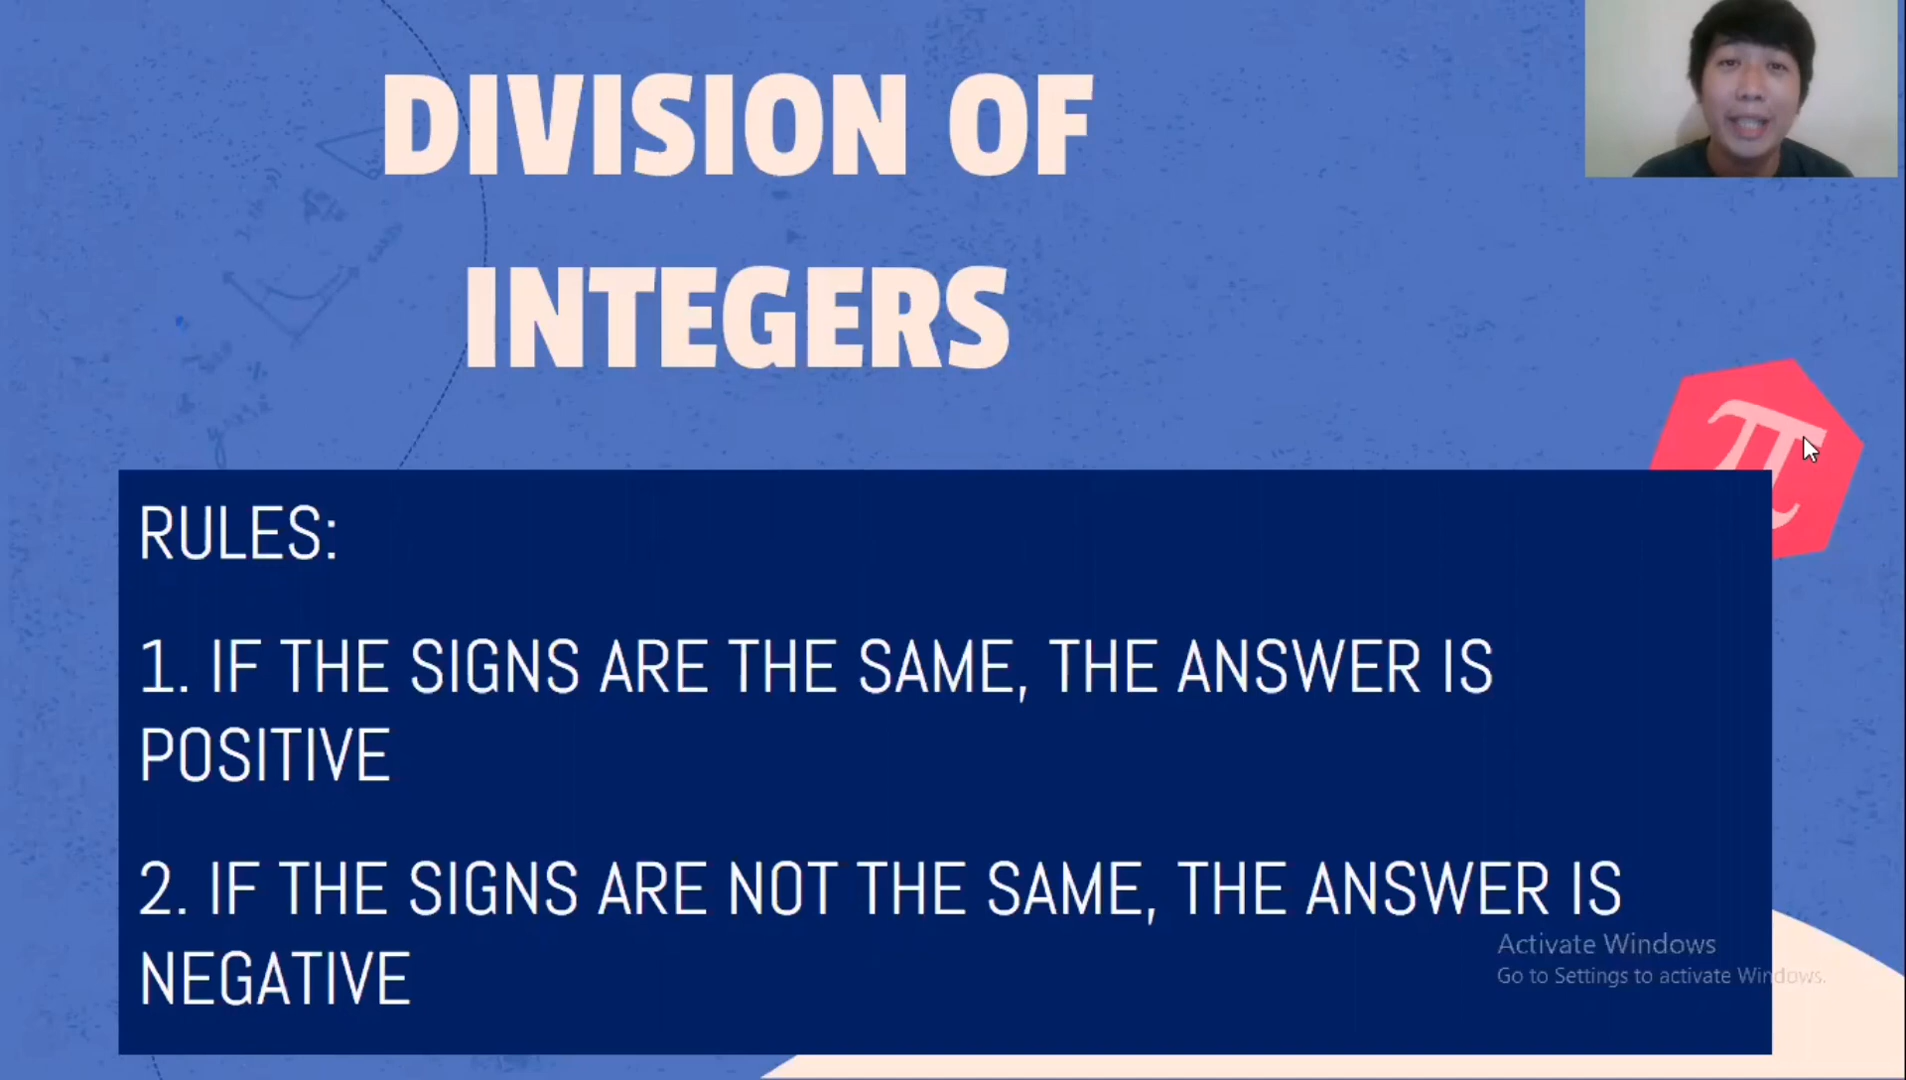 DIVISION OF
INTEGERS
π
RULES:
1. IF THE SIGNS ARE THE SAME, THE ANSWER IS
POSITIVE
2. IF THE SIGNS ARE NOT THE SAME, THE ANSWER IS
NEGATIVE
Activate Windows
Go to Settings to activate Windows.